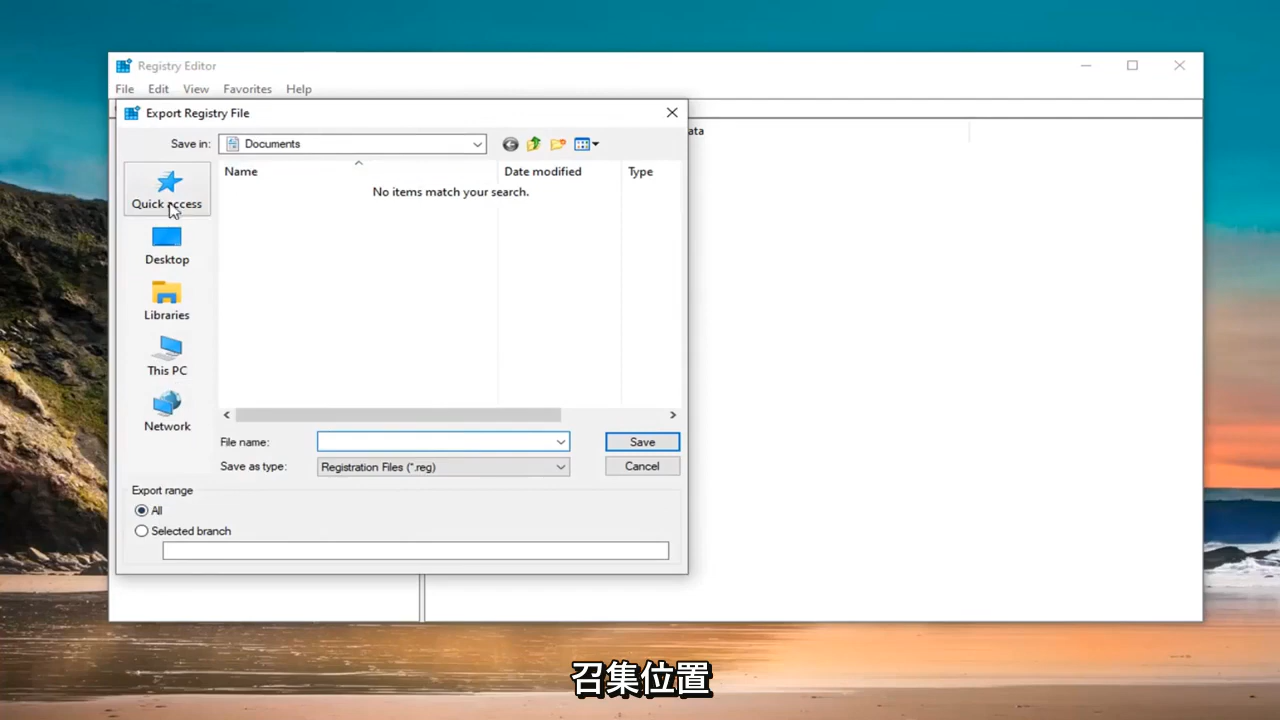 Registry Editor
File Edit View Favorites Help
Export Registry File
ata
Save in: Documents
Name Date modified Type
No items match your search.
Quick access
Desktop
Libraries
This PC
Network
File name: Save
Save as type: Registration Files (*.reg) Cancel
Export range
All
Selected branch
召集位置